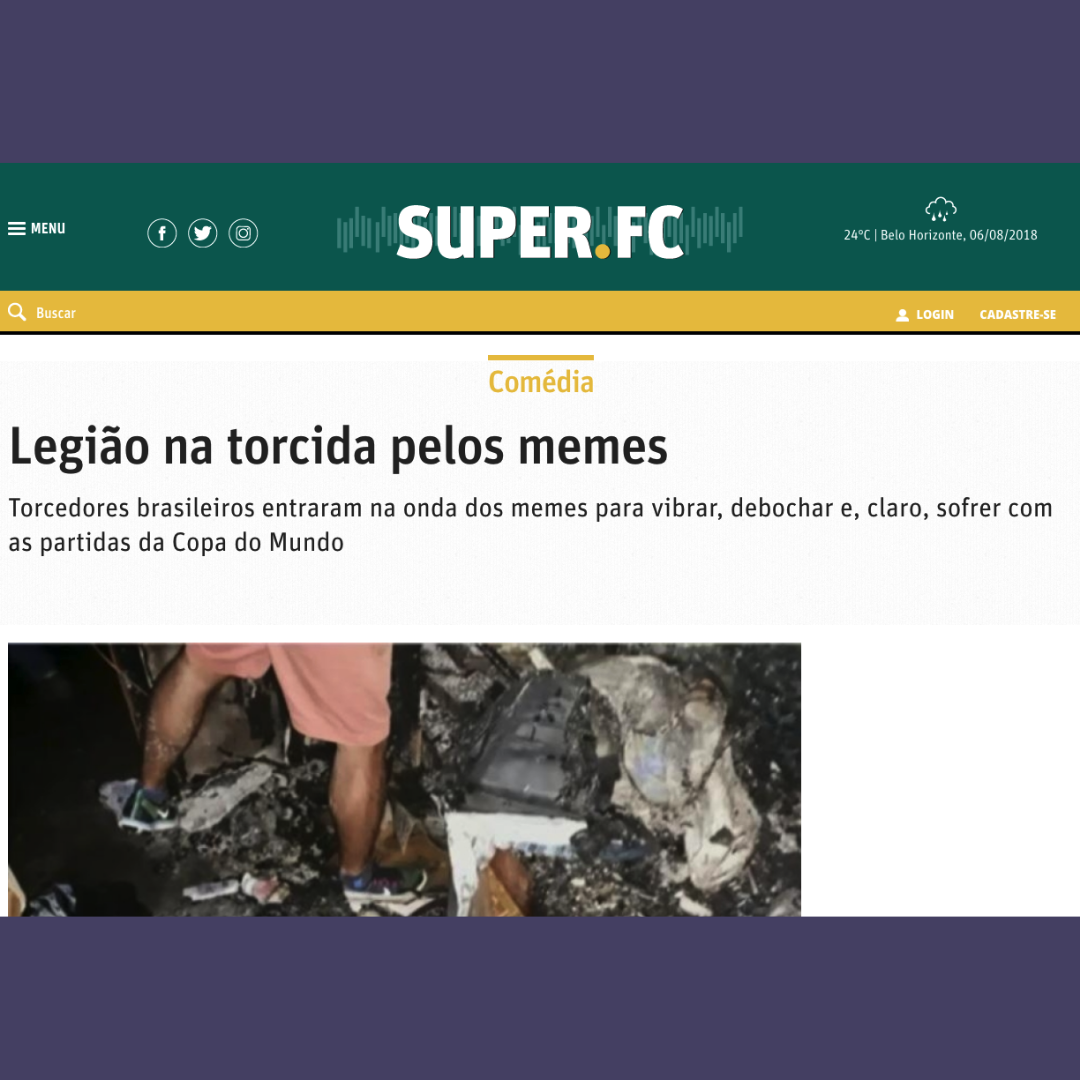 MENU
SUPER.FC
24°C | Belo Horizonte, 06/08/2018
Buscar
LOGIN
CADASTRE-SE
Comédia
Legião na torcida pelos memes
Torcedores brasileiros entraram na onda dos memes para vibrar, debochar e, claro, sofrer com
as partidas da Copa do Mundo